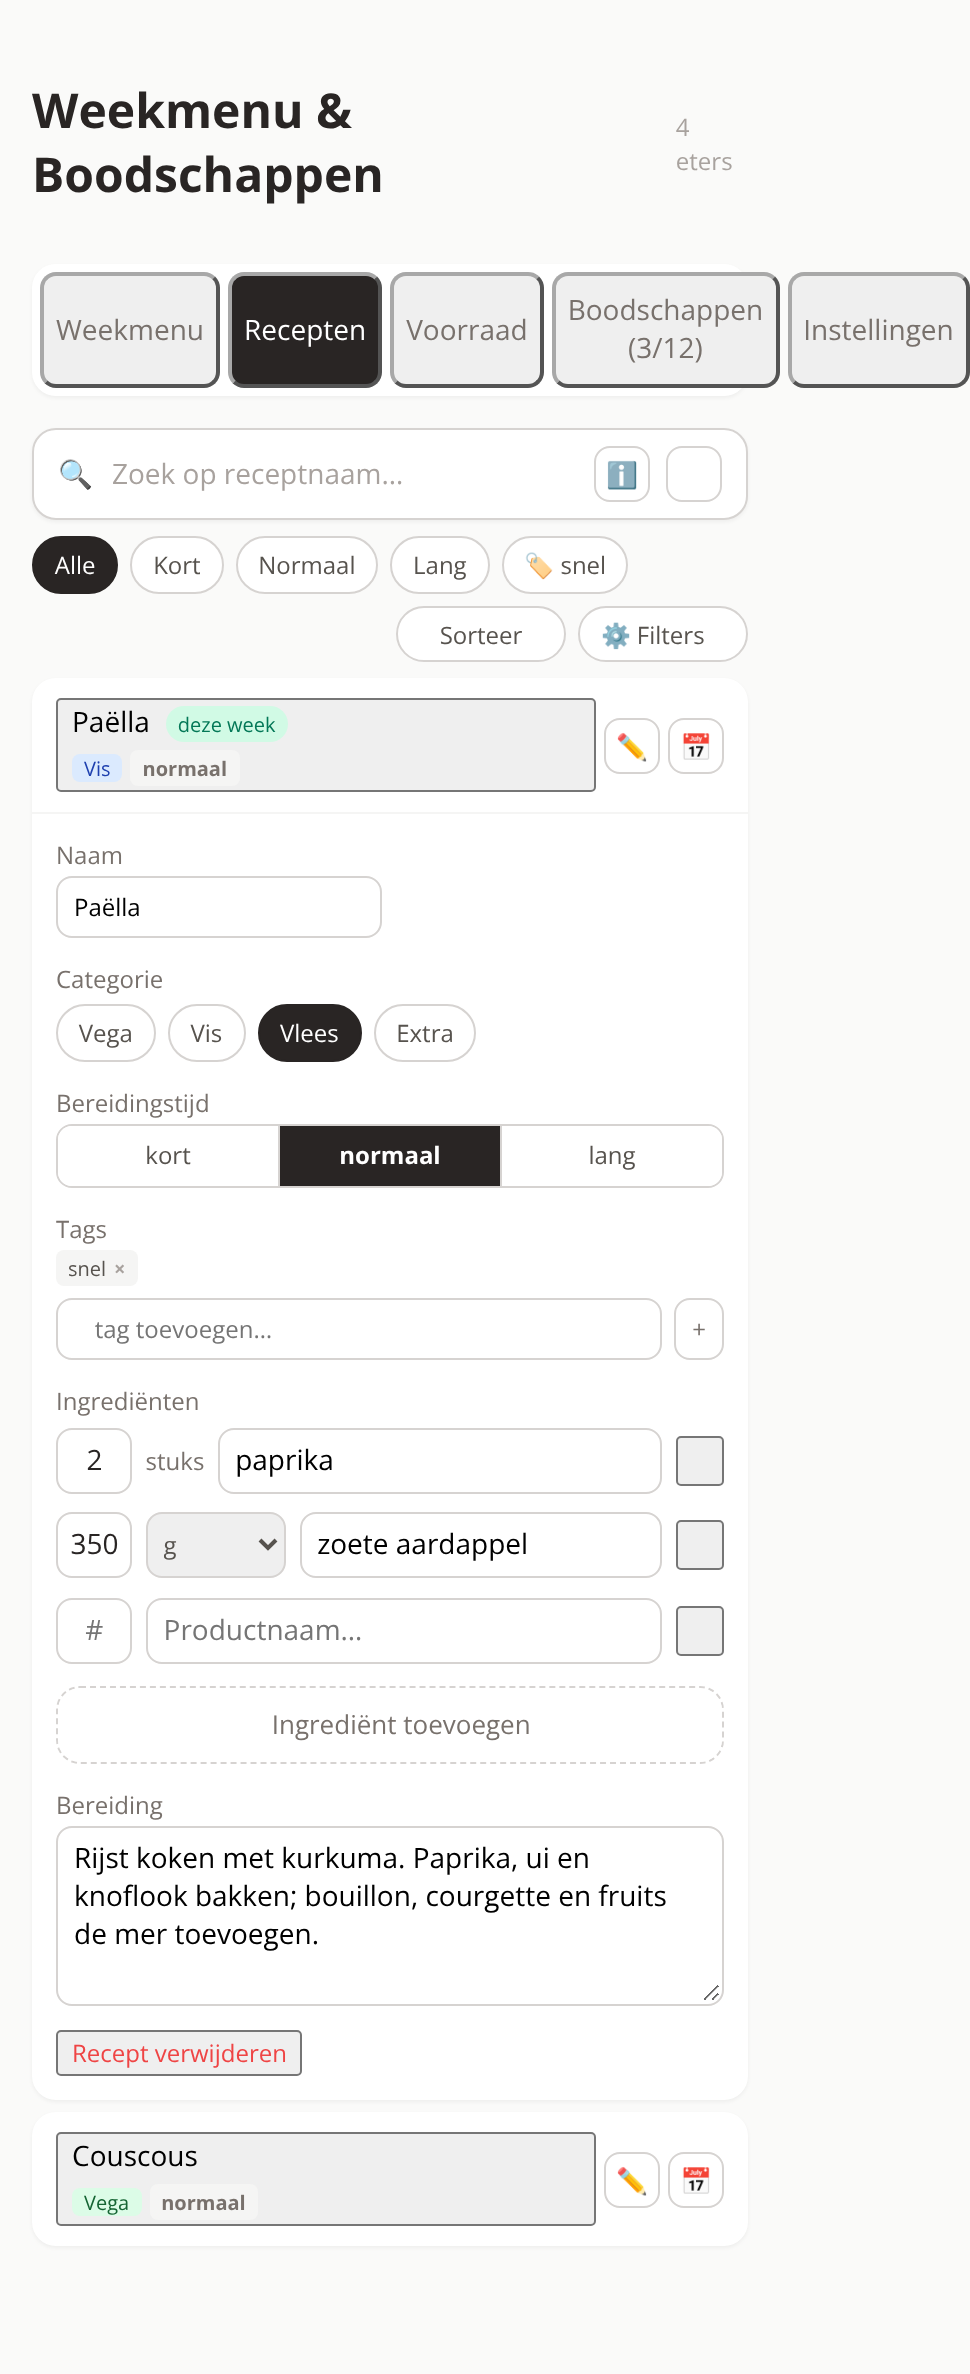 Weekmenu &
Boodschappen
4
eters
Weekmenu
Recepten
Voorraad
Boodschappen
(3/12)
Instellingen
🔍 Zoek op receptnaam... ℹ️
Alle
Kort
Normaal
Lang
🏷️ snel
Sorteer
⚙️ Filters
Paëlla deze week
Vis normaal
✏️
📅
Naam
Paëlla
Categorie
Vega
Vis
Vlees
Extra
Bereidingstijd
kort
normaal
lang
Tags
snel ×
tag toevoegen...
+
Ingrediënten
2 stuks paprika
350 g zoete aardappel
# Productnaam...
Ingrediënt toevoegen
Bereiding
Rijst koken met kurkuma. Paprika, ui en
knoflook bakken; bouillon, courgette en fruits
de mer toevoegen.
Recept verwijderen
Couscous
Vega normaal
✏️
📅